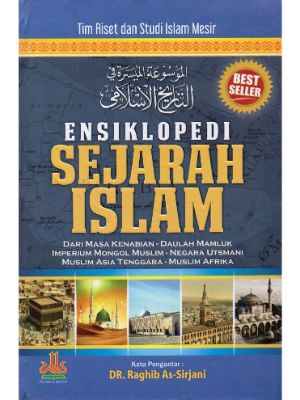 Tim Riset dan Studi Islam Mesir
الموسوعة الميسرة في
التاريخ الإسلامي
BEST
SELLER
ENSIKLOPEDI
SEJARAH
ISLAM
DARI MASA KENABIAN - DAULAH MAMLUK
IMPERIUM MONGOL MUSLIM - NEGARA UTSMANI
MUSLIM ASIA TENGGARA - MUSLIM AFRIKA
Kata Pengantar :
DR. Raghib As-Sirjani